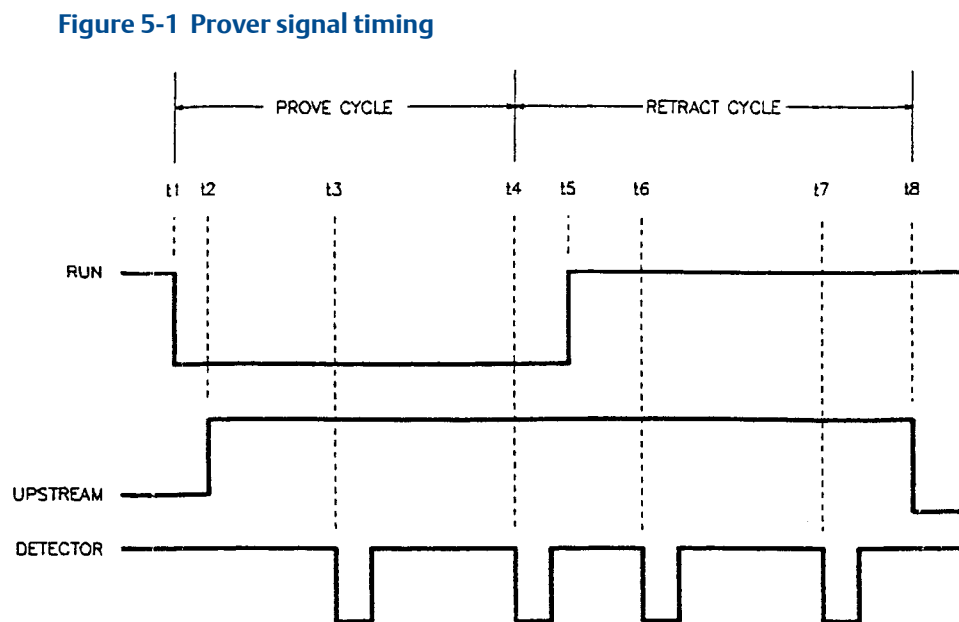 Figure 5-1 Prover signal timing
PROVE CYCLE RETRACT CYCLE
t1 t2 t3 t4 t5 t6 t7 t8
RUN
UPSTREAM
DETECTOR